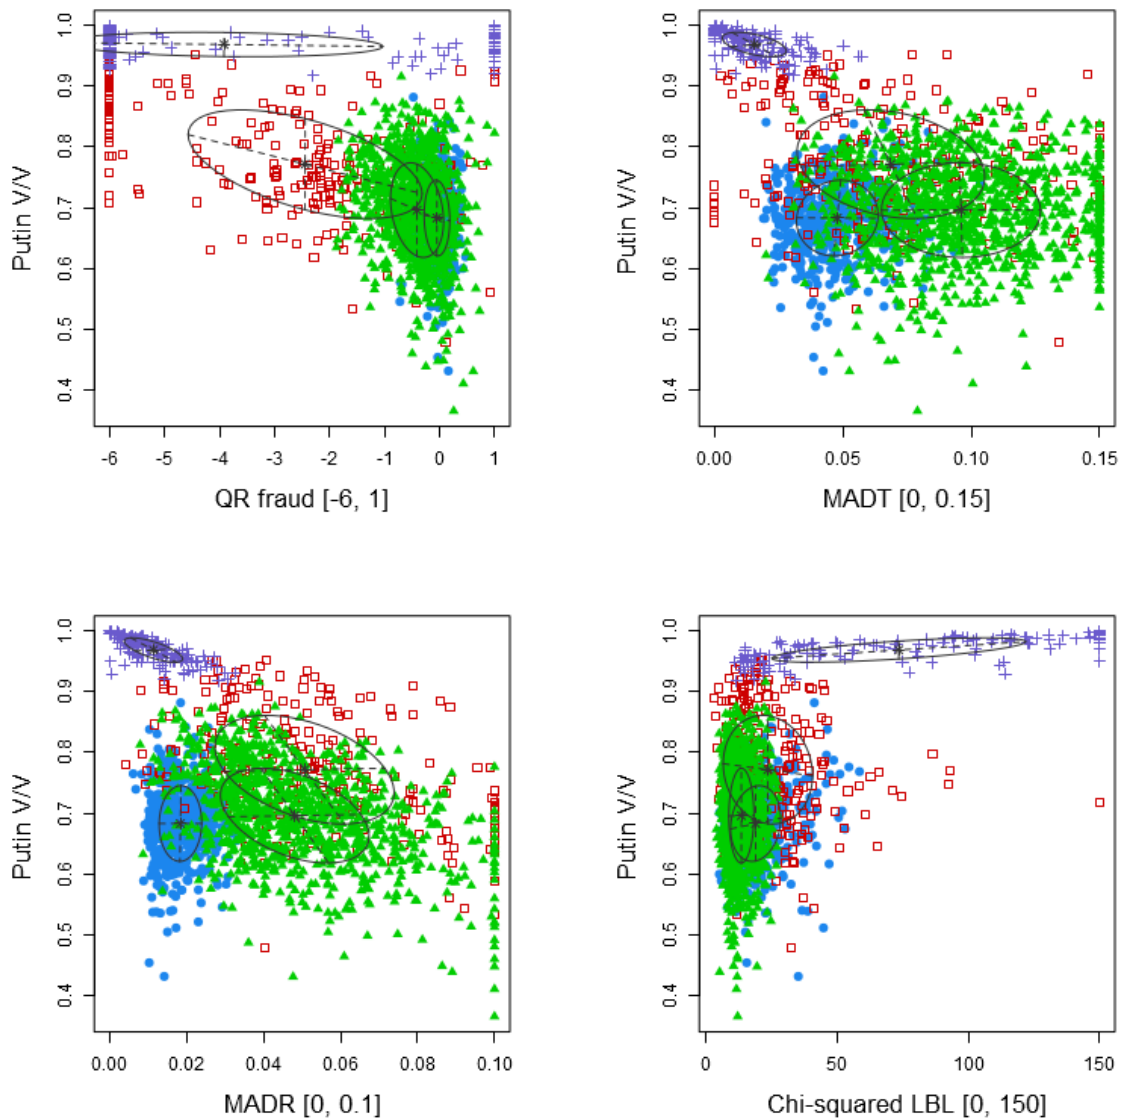 1.0
0.9
0.8
0.7
0.6
0.5
0.4
Putin V/V
-6 -5 -4 -3 -2 -1 0 1
QR fraud [-6, 1]
1.0
0.9
0.8
0.7
0.6
0.5
0.4
Putin V/V
0.00 0.05 0.10 0.15
MADT [0, 0.15]
1.0
0.9
0.8
0.7
0.6
0.5
0.4
Putin V/V
0.00 0.02 0.04 0.06 0.08 0.10
MADR [0, 0.1]
1.0
0.9
0.8
0.7
0.6
0.5
0.4
Putin V/V
0 50 100 150
Chi-squared LBL [0, 150]